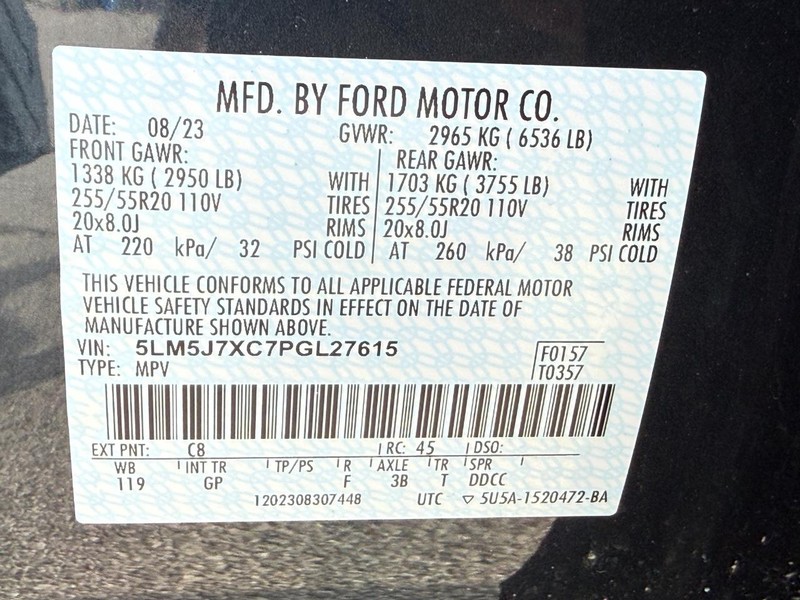 MFD. BY FORD MOTOR CO.
DATE: 08/23 GVWR: 2965 KG ( 6536 LB)
FRONT GAWR: REAR GAWR:
1338 KG ( 2950 LB) WITH 1703 KG ( 3755 LB) WITH
255/55R20 110V TIRES 255/55R20 110V TIRES
20x8.0J RIMS 20x8.0J RIMS
AT 220 kPa/ 32 PSI COLD AT 260 kPa/ 38 PSI COLD
THIS VEHICLE CONFORMS TO ALL APPLICABLE FEDERAL MOTOR
VEHICLE SAFETY STANDARDS IN EFFECT ON THE DATE OF
MANUFACTURE SHOWN ABOVE.
VIN: 5LM5J7XC7PGL27615 F0157
TYPE: MPV T0357
EXT PNT: C8 RC: 45 DSO:
WB INT TR TP/PS R AXLE TR SPR
119 GP F 3B T DDCC
1202308307448 UTC ▽ 5U5A-1520472-BA